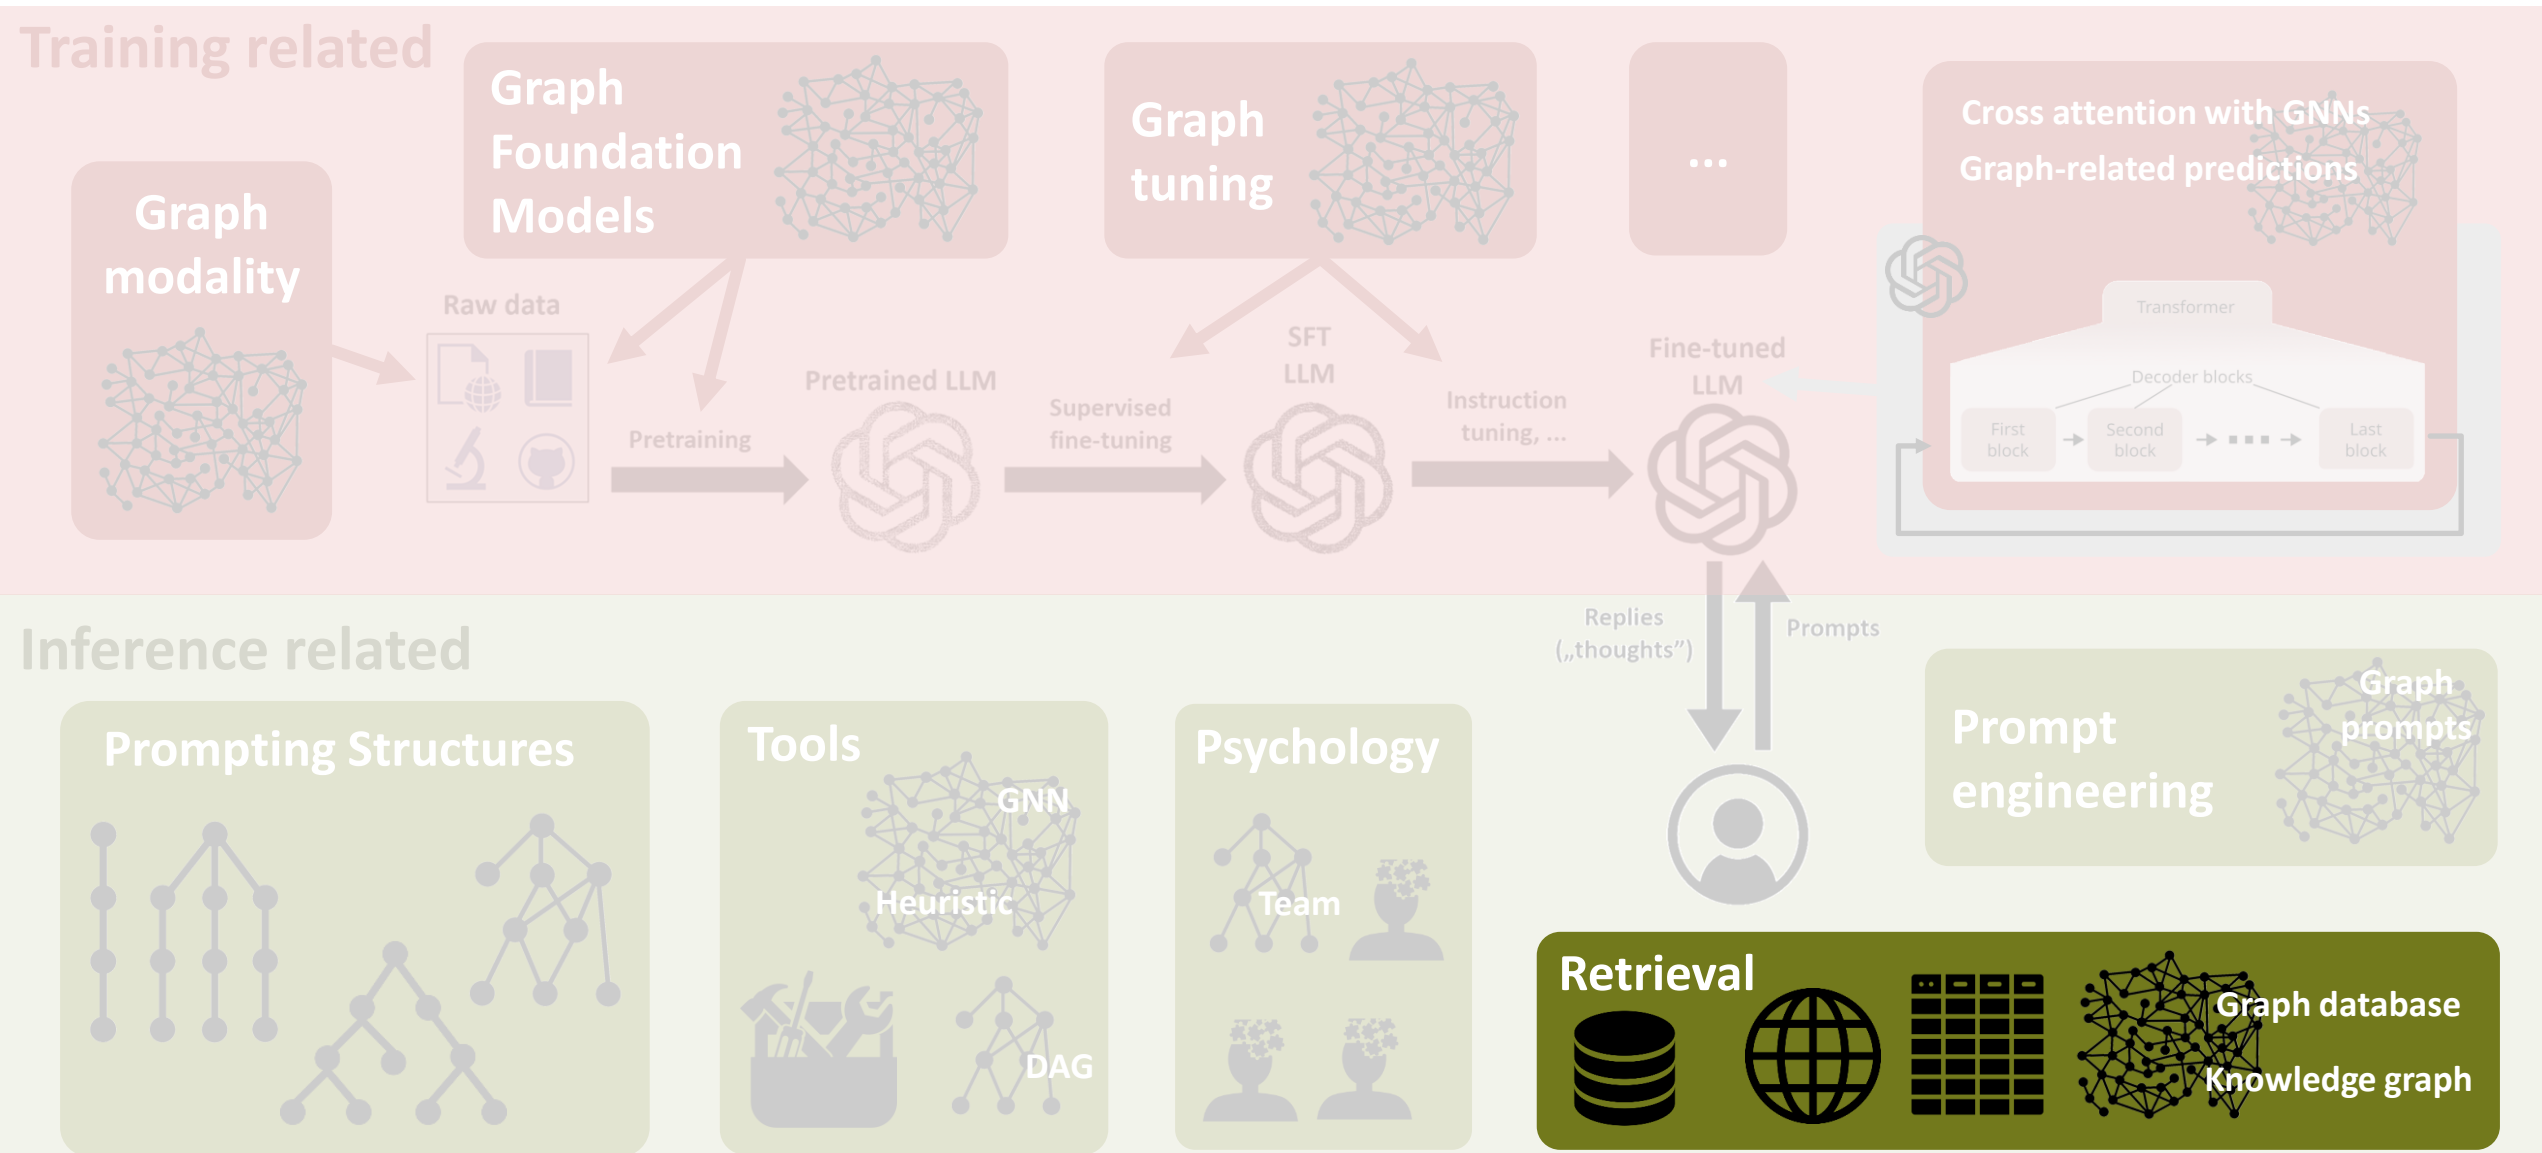 Training related
Graph
Foundation
Models
Graph
tuning
...
Cross attention with GNNs
Graph-related predictions
Graph
modality
Raw data
Transformer
SFT
LLM
Fine-tuned
LLM
Pretrained LLM
Decoder blocks
Supervised
fine-tuning
Instruction
tuning, ...
Pretraining
First
block
Second
block
Last
block
Inference related
Replies
(„thoughts”)
Prompts
Prompting Structures
Tools
GNN
Heuristic
DAG
Psychology
Team
Prompt
engineering
Graph
prompts
Retrieval
Graph database
Knowledge graph